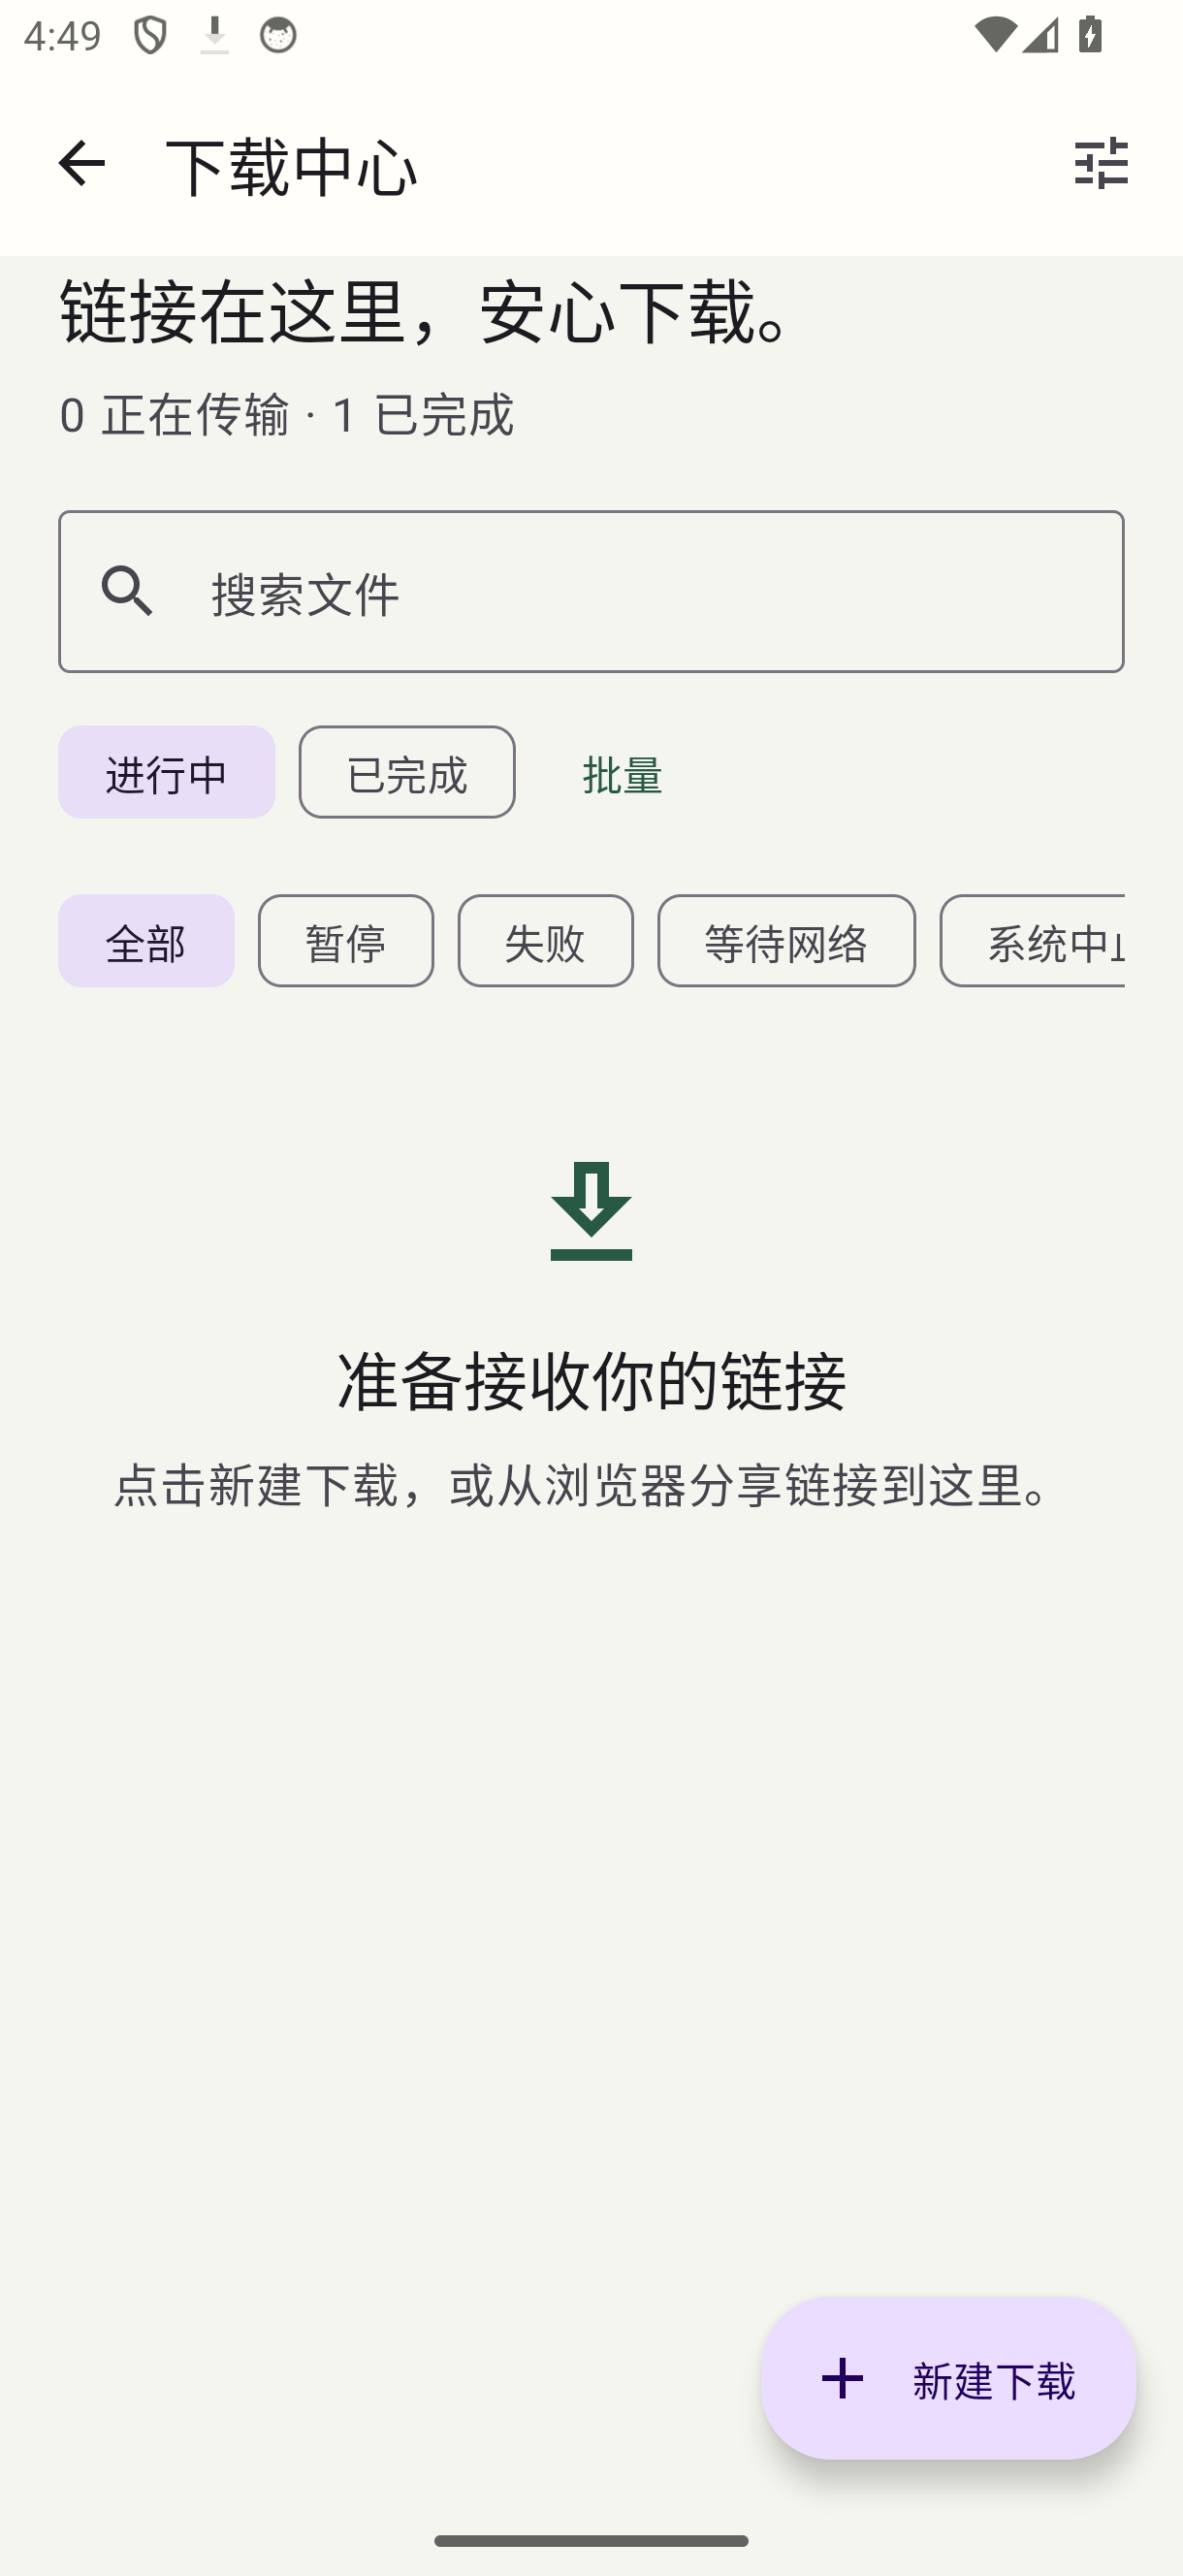 4:49
下载中心
链接在这里，安心下载。
0 正在传输 · 1 已完成
搜索文件
进行中 已完成 批量
全部 暂停 失败 等待网络 系统中
准备接收你的链接
点击新建下载，或从浏览器分享链接到这里。
新建下载